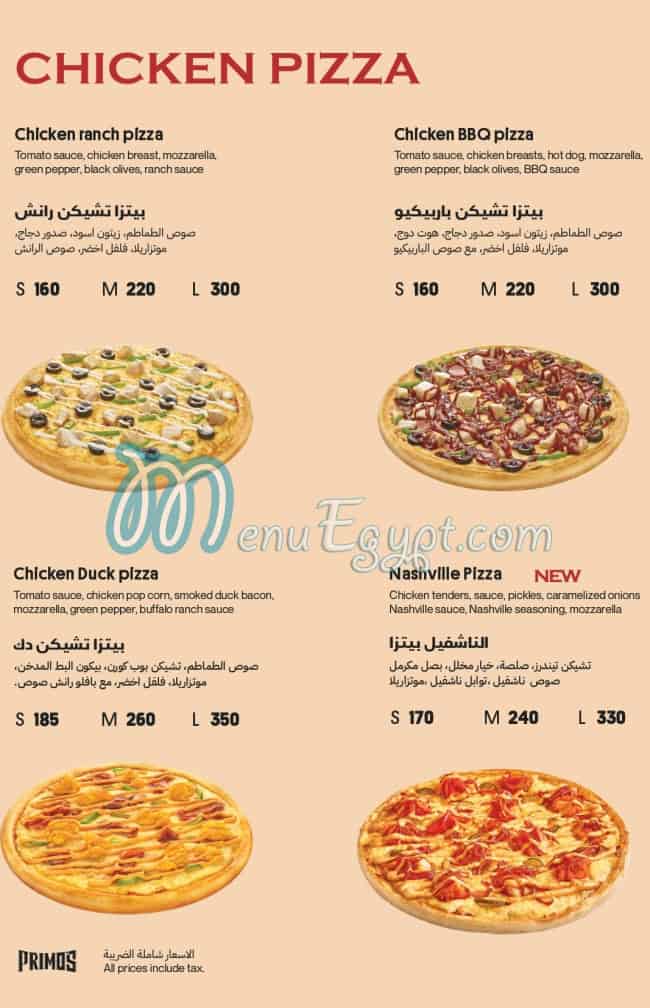 CHICKEN PIZZA
Chicken ranch pizza
Tomato sauce, chicken breast, mozzarella,
green pepper, black olives, ranch sauce
بيتزا تشيكن رانش
صوص الطماطم، زيتون اسود، صدور دجاج،
موتزاريلا، فلفل اخضر، صوص الرانش
S 160 M 220 L 300
Chicken BBQ pizza
Tomato sauce, chicken breasts, hot dog, mozzarella,
green pepper, black olives, BBQ sauce
بيتزا تشيكن باربيكيو
صوص الطماطم، زيتون اسود، صدور دجاج، هوت دوج،
موتزاريلا، فلفل اخضر، مع صوص الباربيكيو
S 160 M 220 L 300
MenuEgypt.com
Chicken Duck pizza
Tomato sauce, chicken pop corn, smoked duck bacon,
mozzarella, green pepper, buffalo ranch sauce
بيتزا تشيكن دك
صوص الطماطم، تشيكن بوب كورن، بيكون البط المدخن،
موتزاريلا، فلفل اخضر، مع بافلو رانش صوص.
S 185 M 260 L 350
Nashville Pizza NEW
Chicken tenders, sauce, pickles, caramelized onions
Nashville sauce, Nashville seasoning, mozzarella
الناشفيل بيتزا
تشيكن تيندرز، صلصة، خيار مخلل، بصل مكرمل
صوص ناشفيل ،توابل ناشفيل ،موتزاريلا
S 170 M 240 L 330
PRIMOS
الاسعار شاملة الضريبة
All prices include tax.